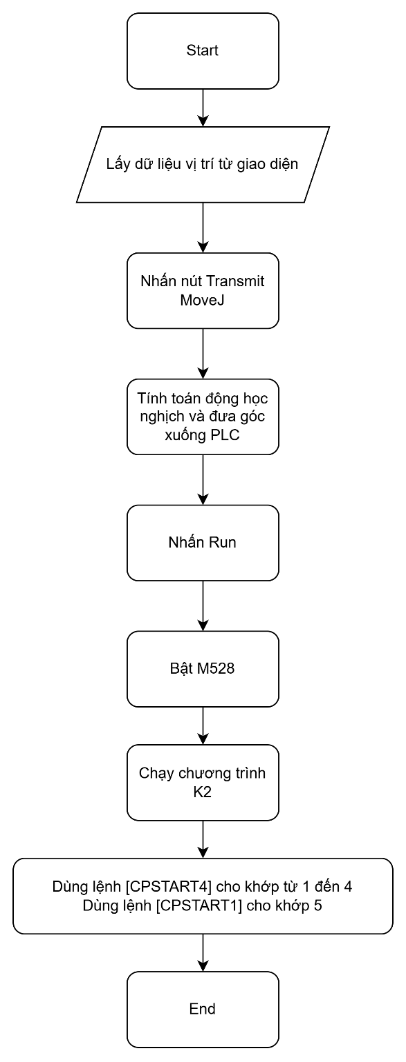 Start
Lấy dữ liệu vị trí từ giao diện
Nhấn nút Transmit
MoveJ
Tính toán động học
nghịch và đưa góc
xuống PLC
Nhấn Run
Bật M528
Chạy chương trình
K2
Dùng lệnh [CPSTART4] cho khớp từ 1 đến 4
Dùng lệnh [CPSTART1] cho khớp 5
End